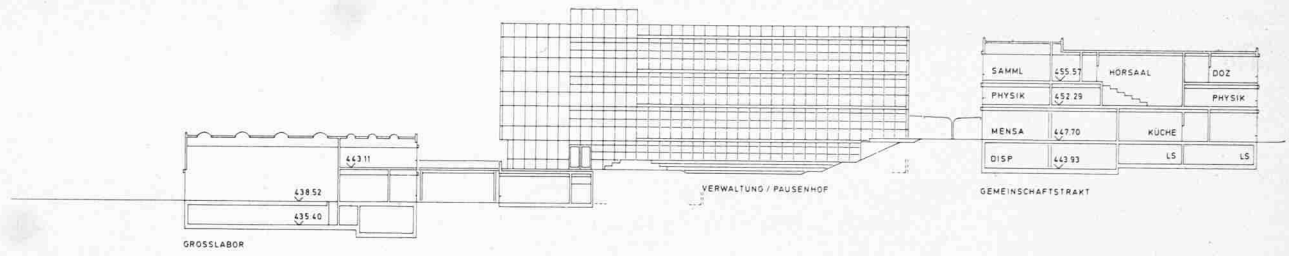 443.11
438.52
435.40
GROSSLABOR
VERWALTUNG / PAUSENHOF
SAMML 455.57 HÖRSAAL DOZ
PHYSIK 452.29 PHYSIK
MENSA 447.70 KÜCHE
DISP 443.93 LS LS
GEMEINSCHAFTSTRAKT